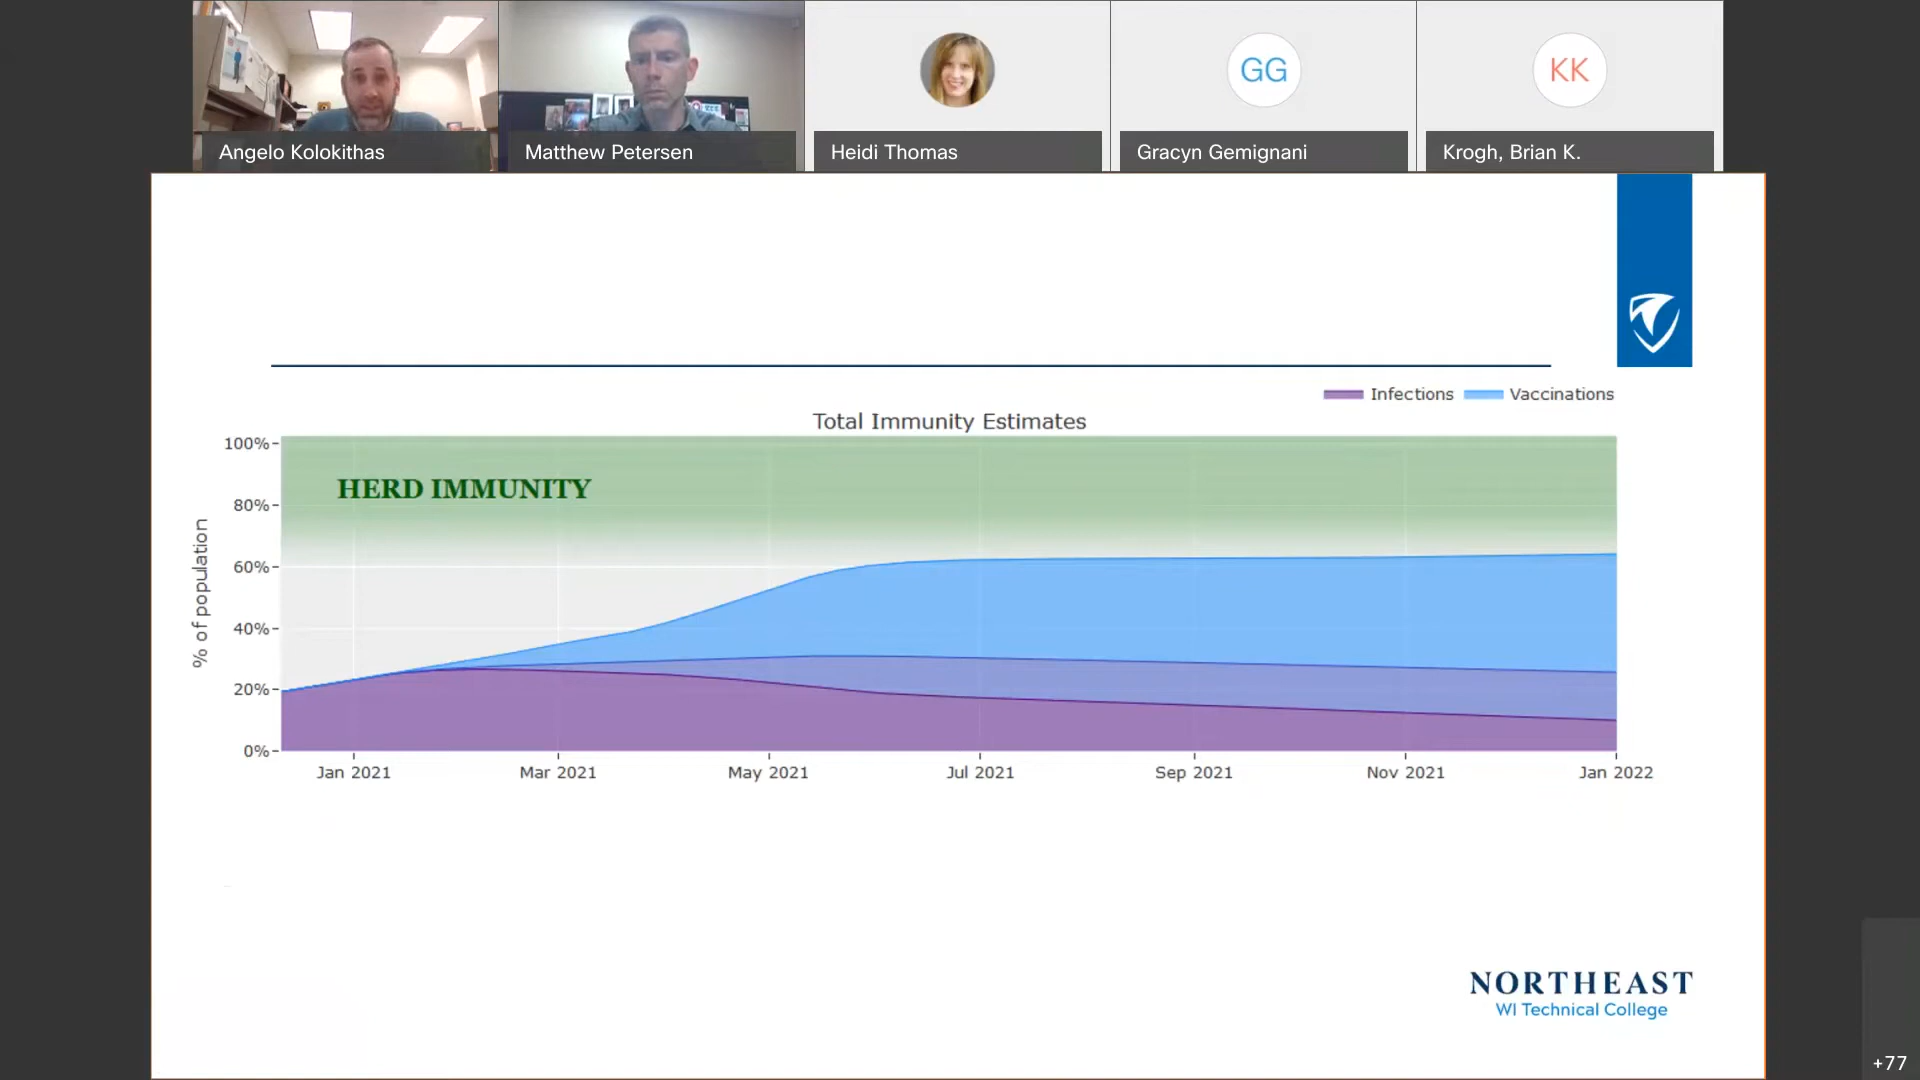 Angelo Kolokithas
Matthew Petersen
Heidi Thomas
GG
Gracyn Gemignani
KK
Krogh, Brian K.
Infections
Vaccinations
Total Immunity Estimates
HERD IMMUNITY
% of population
100%
80%
60%
40%
20%
0%
Jan 2021
Mar 2021
May 2021
Jul 2021
Sep 2021
Nov 2021
Jan 2022
NORTHEAST
WI Technical College
+77